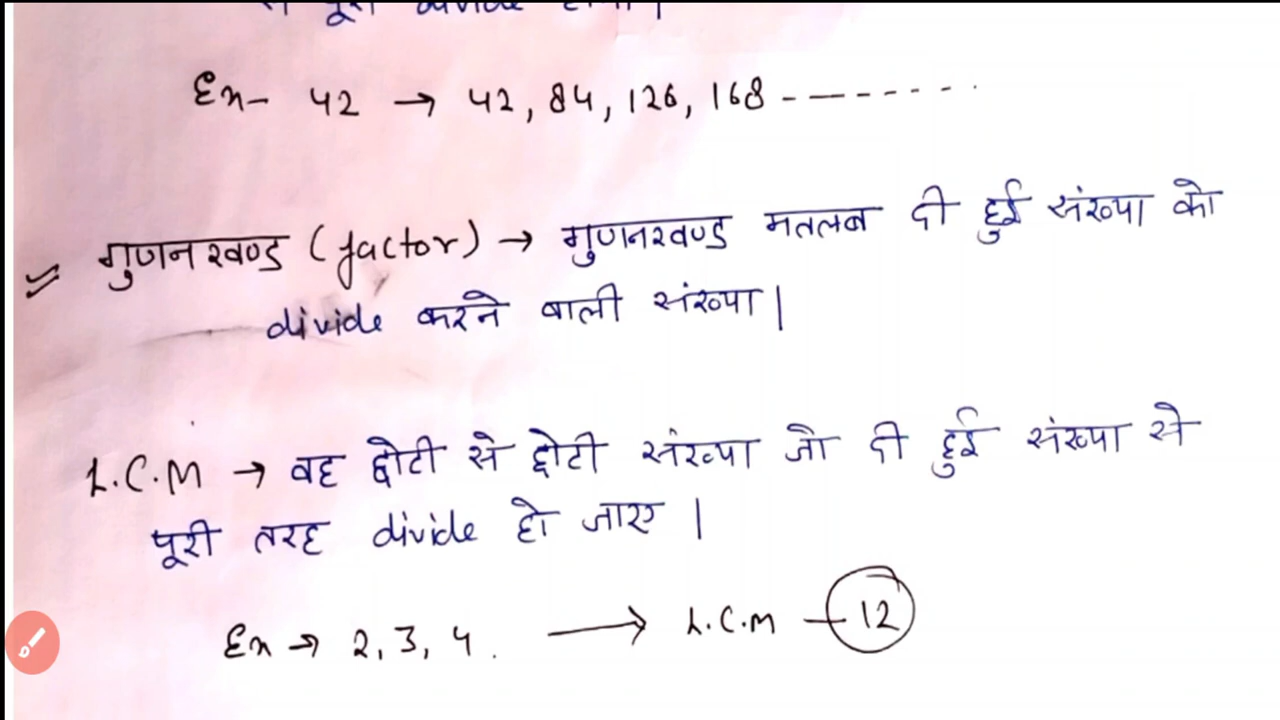 से पूरा divide होगा।
Ex- 42 → 42, 84, 126, 168 - - - - - - - -
गुणनखण्ड (factor) → गुणनखण्ड मतलब दी हुई संख्या को
divide करने वाली संख्या।
L.C.M → वह छोटी से छोटी संख्या जो दी हुई संख्या से
पूरी तरह divide हो जाए।
Ex → 2, 3, 4. ⟶ L.C.M - 12